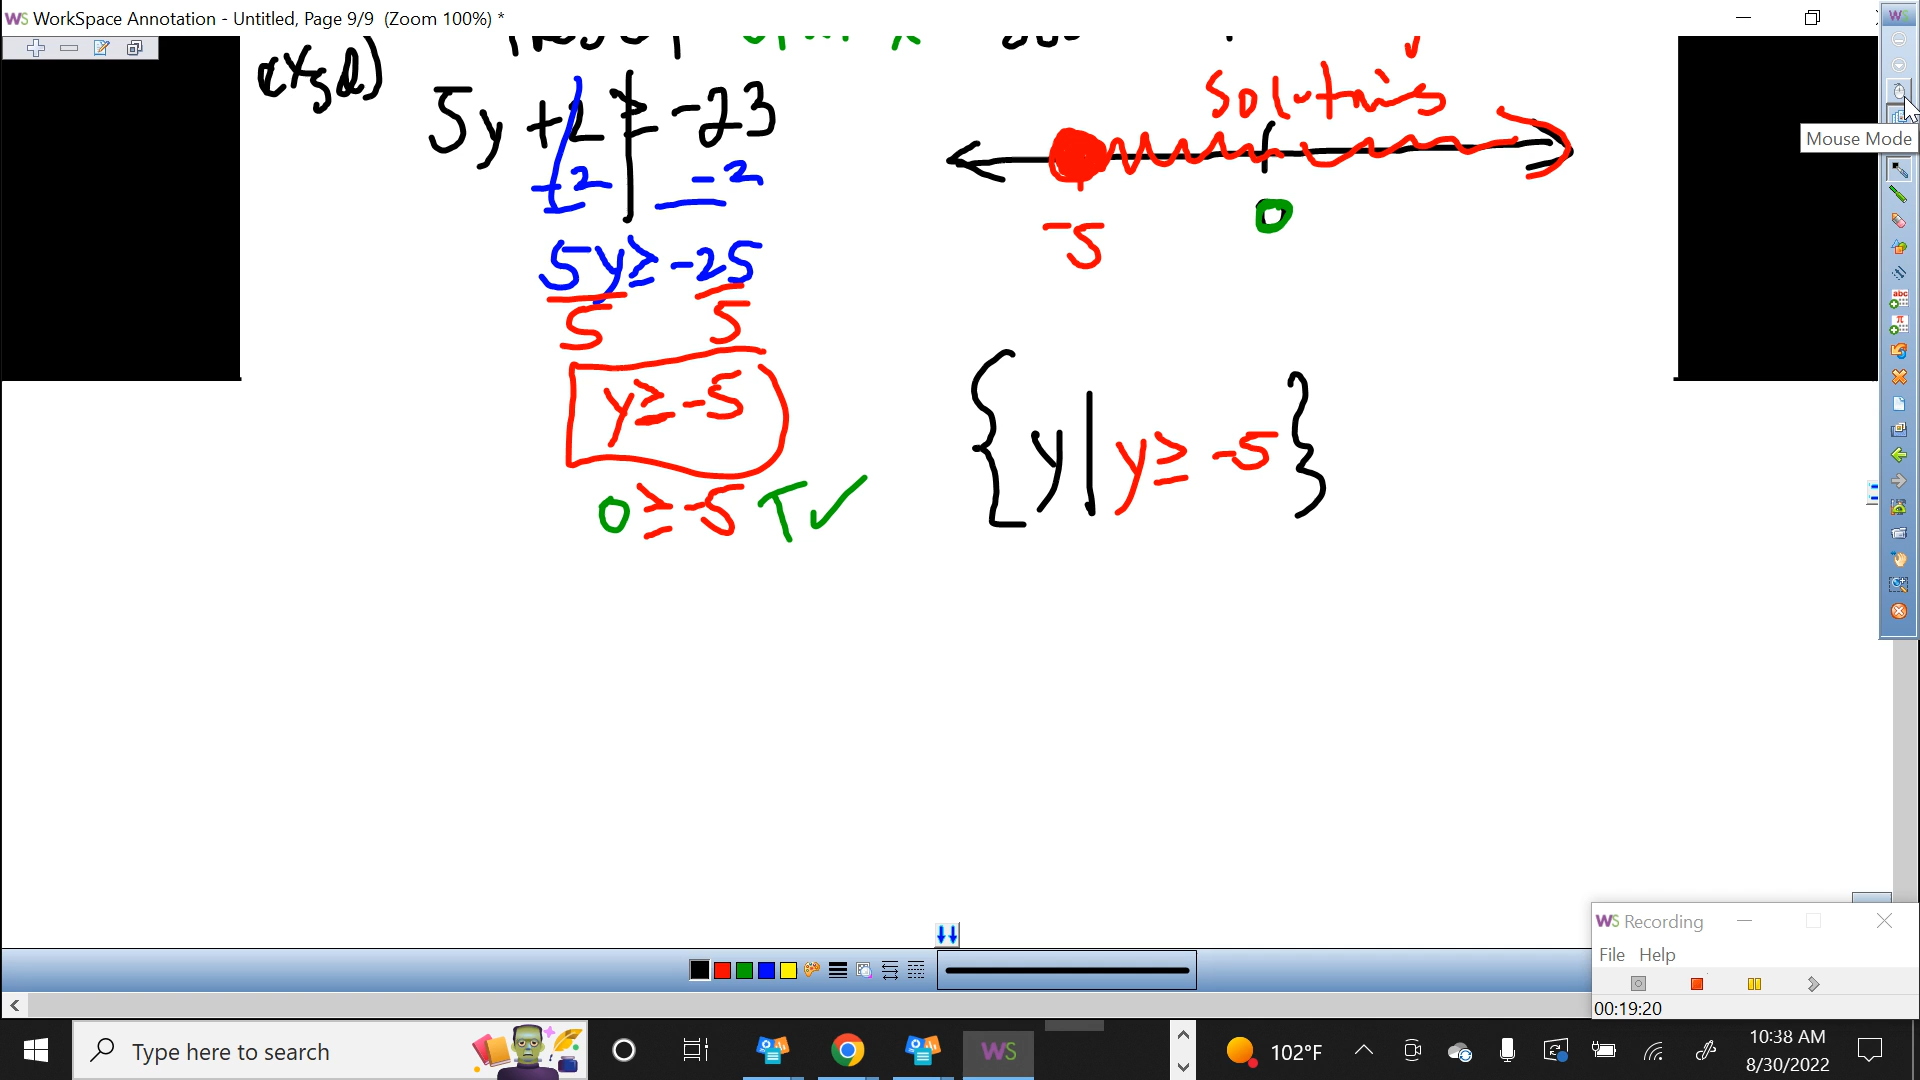 WS WorkSpace Annotation - Untitled, Page 9/9 (Zoom 100%) *
Mouse Mode
5y + 2 ≥ -23
-2 -2
5y ≥ -25
5 5
y ≥ -5
0 ≥ -5 T ✓
Solutions
-5 0
{ y | y ≥ -5 }
WS Recording
File Help
00:19:20
Type here to search
WS
102°F
10:38 AM
8/30/2022